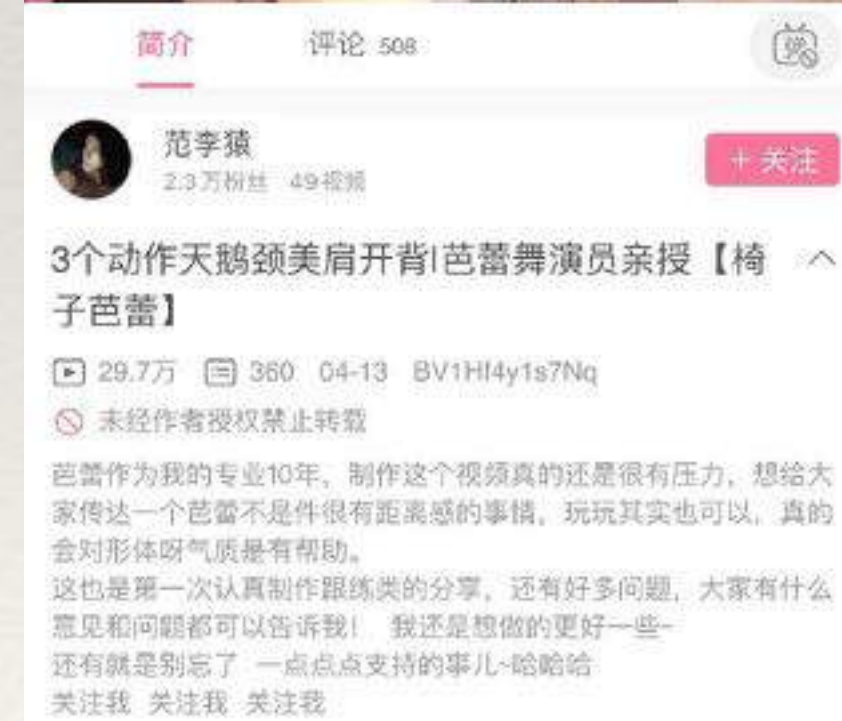 简介 评论 508
范李猿
2.3万粉丝 49视频
+ 关注
3个动作天鹅颈美肩开背|芭蕾舞演员亲授【椅
子芭蕾】
29.7万 360 04-13 BV1Hf4y1s7Nq
未经作者授权禁止转载
芭蕾作为我的专业10年，制作这个视频真的还是很有压力，想给大
家传达一个芭蕾不是件很有距离感的事情，玩玩其实也可以，真的
会对形体呀气质是有帮助。
这也是第一次认真制作跟练类的分享，还有好多问题，大家有什么
意见和问题都可以告诉我！ 我还是想做的更好一些~
还有就是别忘了 一点点点支持的事儿~哈哈哈
关注我 关注我 关注我